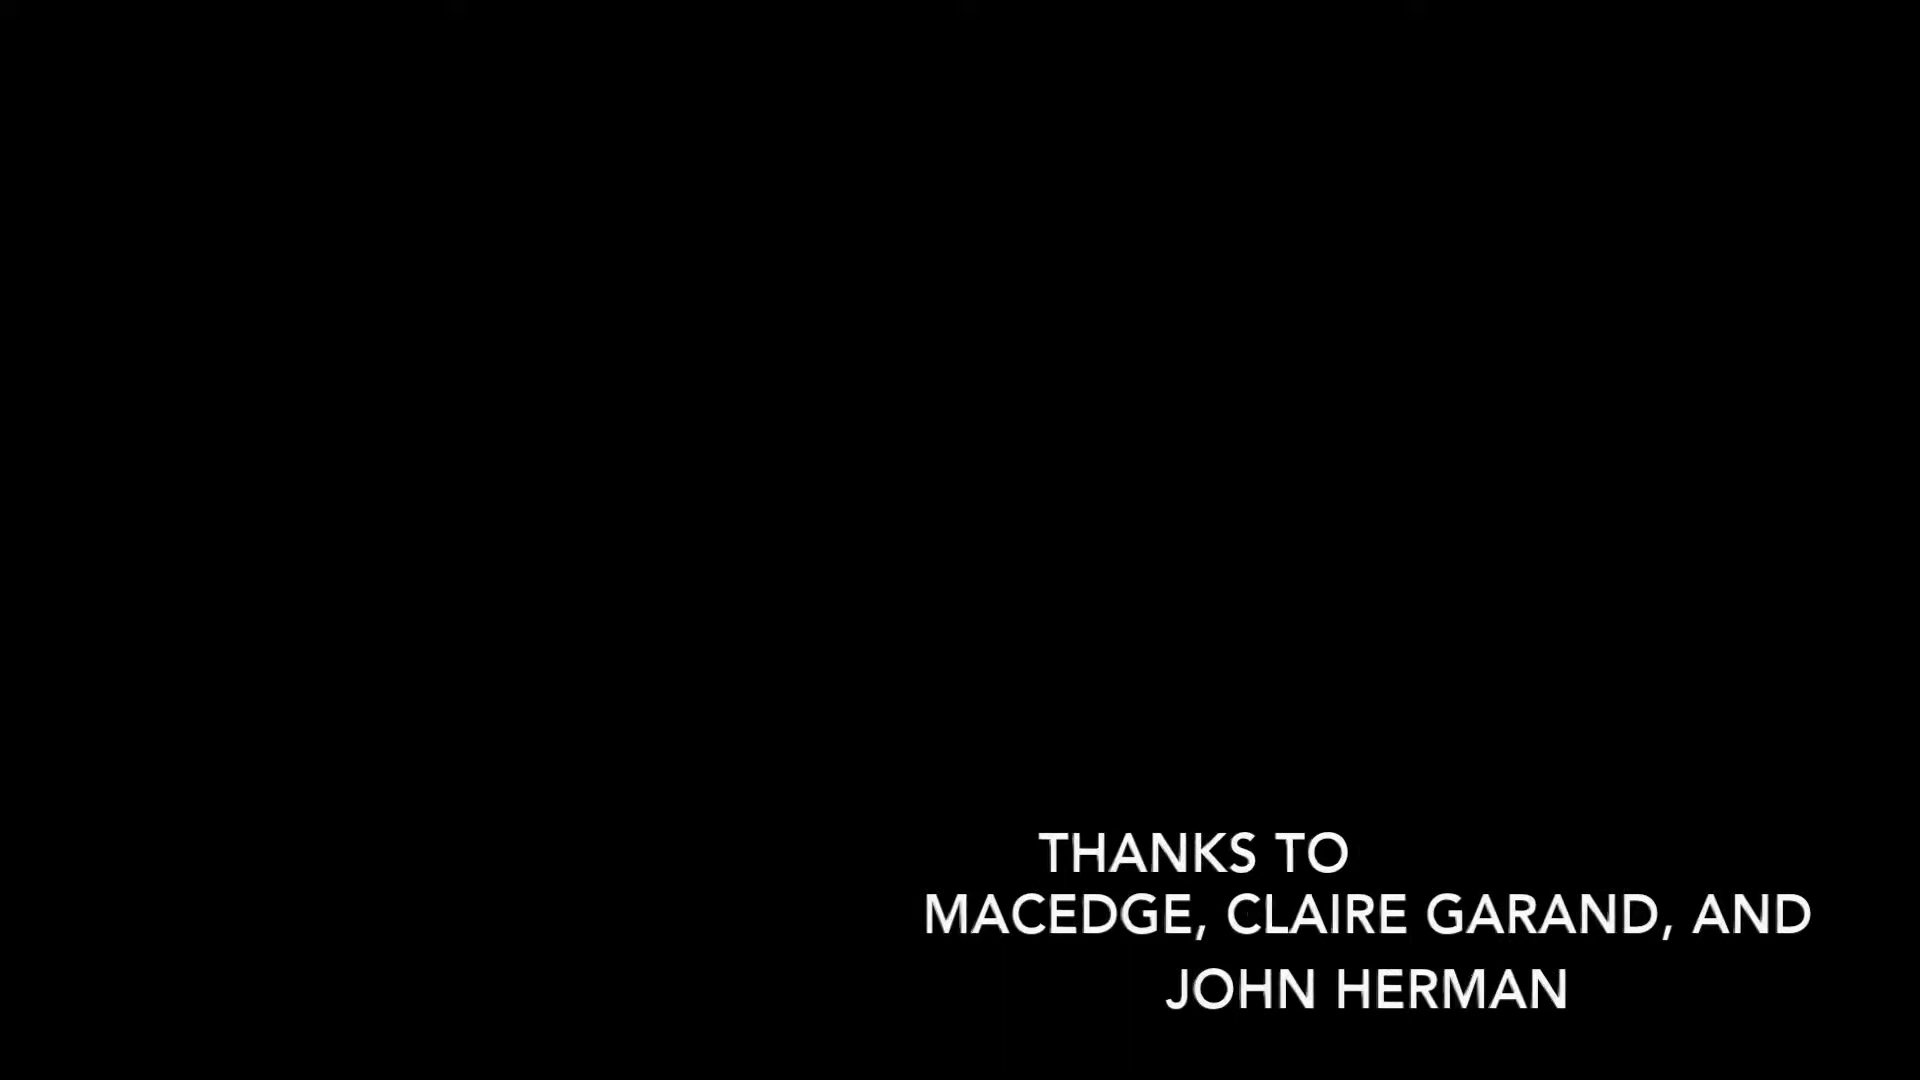 THANKS TO
MACEDGE, CLAIRE GARAND, AND
JOHN HERMAN